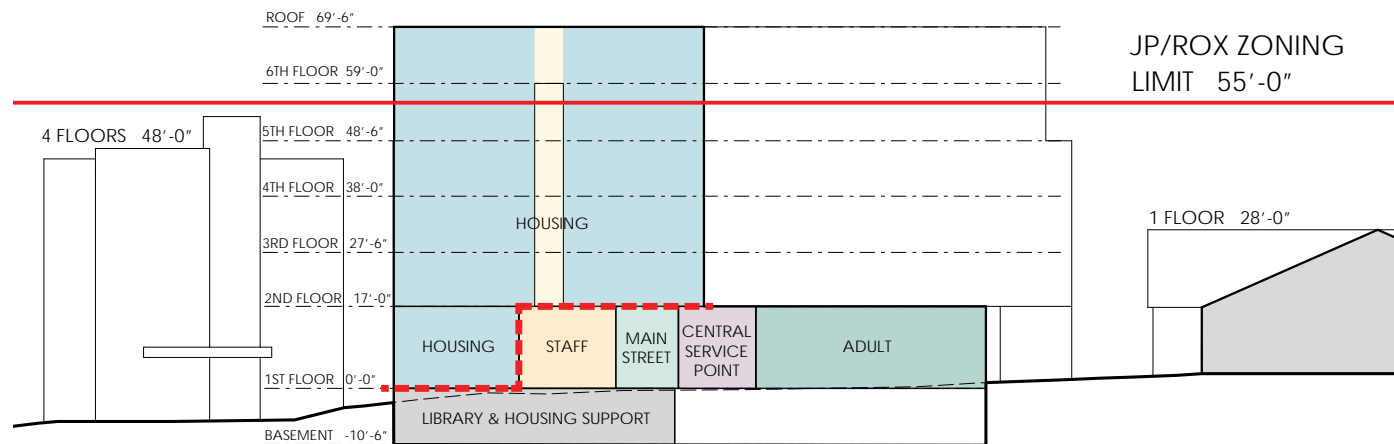 ROOF 69'-6"
JP/ROX ZONING
LIMIT 55'-0"
6TH FLOOR 59'-0"
4 FLOORS 48'-0"
5TH FLOOR 48'-6"
4TH FLOOR 38'-0"
HOUSING
1 FLOOR 28'-0"
3RD FLOOR 27'-6"
2ND FLOOR 17'-0"
HOUSING
STAFF
MAIN
STREET
CENTRAL
SERVICE
POINT
ADULT
1ST FLOOR 0'-0"
LIBRARY & HOUSING SUPPORT
BASEMENT -10'-6"